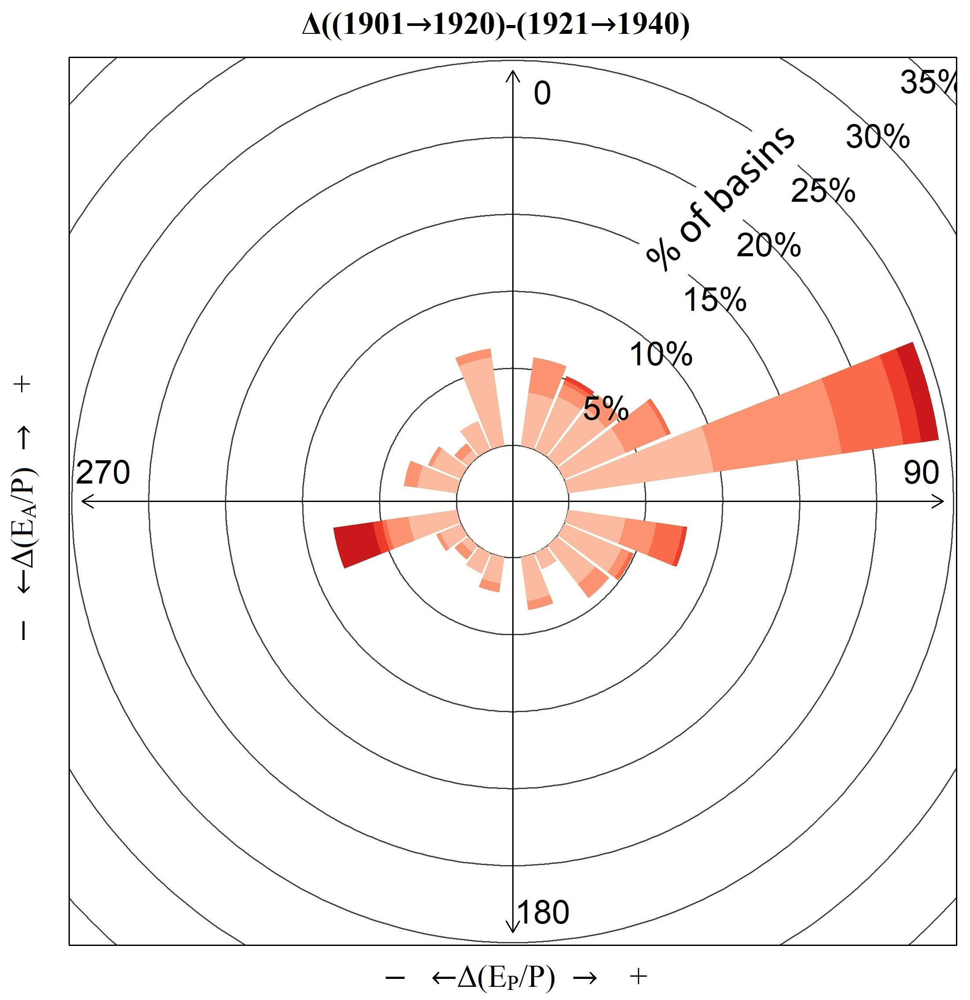 Δ((1901→1920)-(1921→1940)
0
35%
30%
25%
20%
15%
10%
5%
% of basins
270
90
180
− ←Δ(EA/P) → +
− ←Δ(EP/P) → +